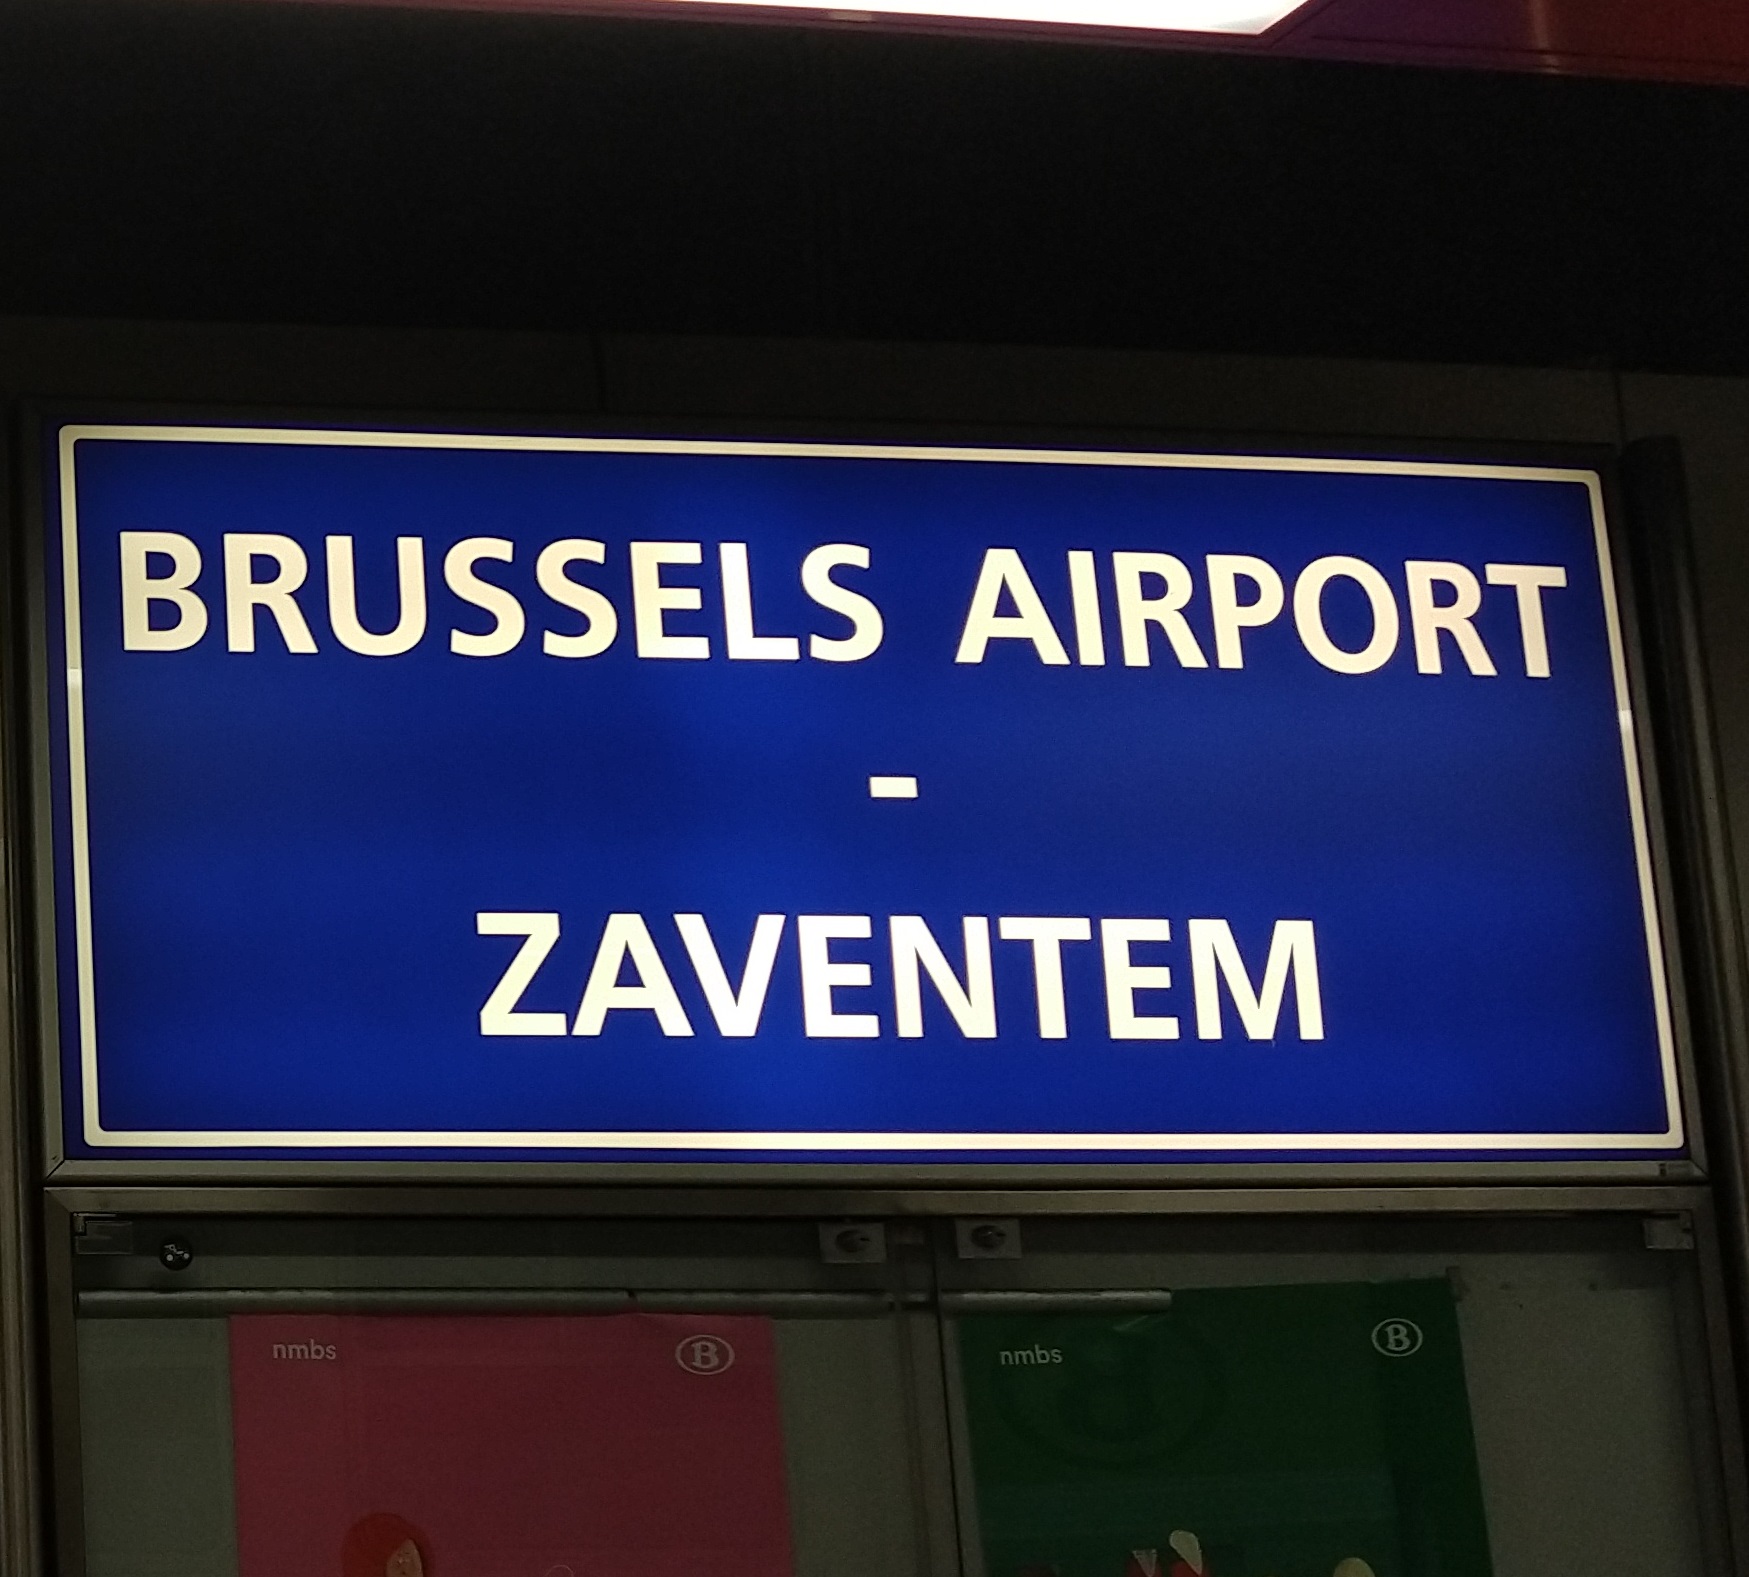 BRUSSELS AIRPORT
-
ZAVENTEM
nmbs B
nmbs B